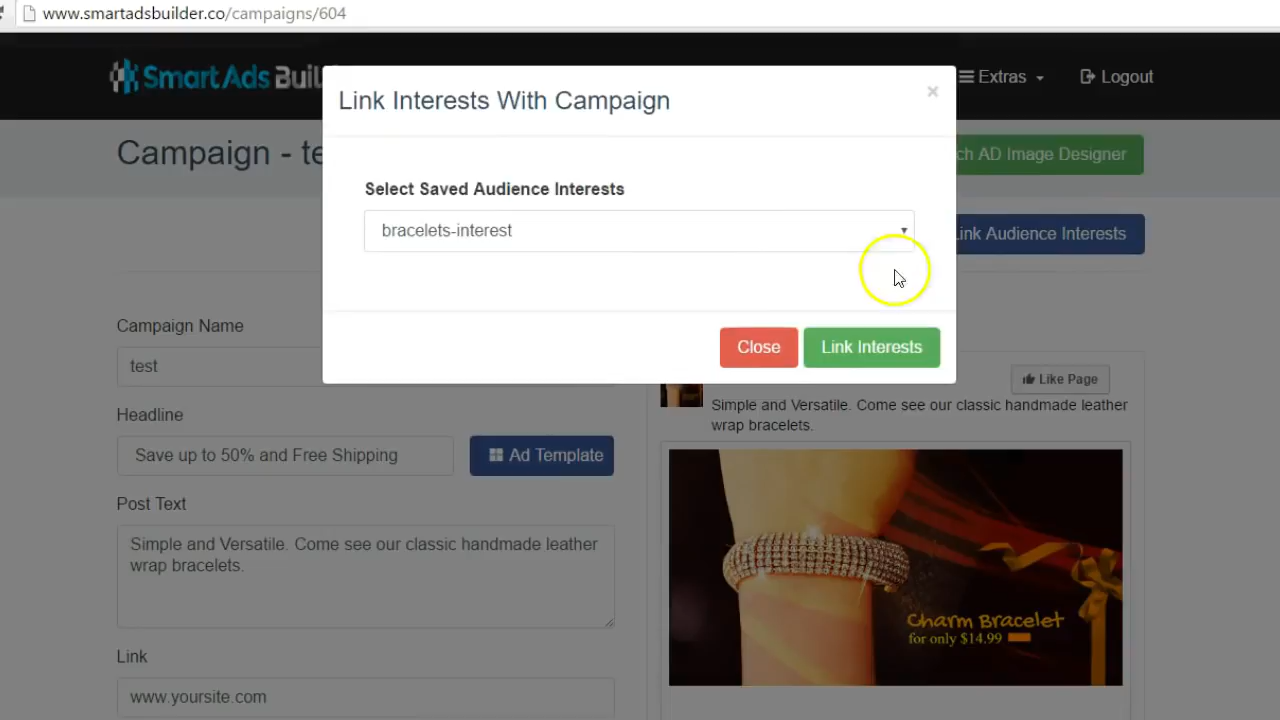 www.smartadsbuilder.co/campaigns/604
Smart Ads
Extras
Logout
Link Interests With Campaign
×
Campaign -
AD Image Designer
Select Saved Audience Interests
bracelets-interest
Link Audience Interests
Campaign Name
test
Close
Link Interests
Like Page
Simple and Versatile. Come see our classic handmade leather
wrap bracelets.
Headline
Save up to 50% and Free Shipping
Ad Template
Post Text
Simple and Versatile. Come see our classic handmade leather
wrap bracelets.
Charm Bracelet
for only $14.99
Link
www.yoursite.com